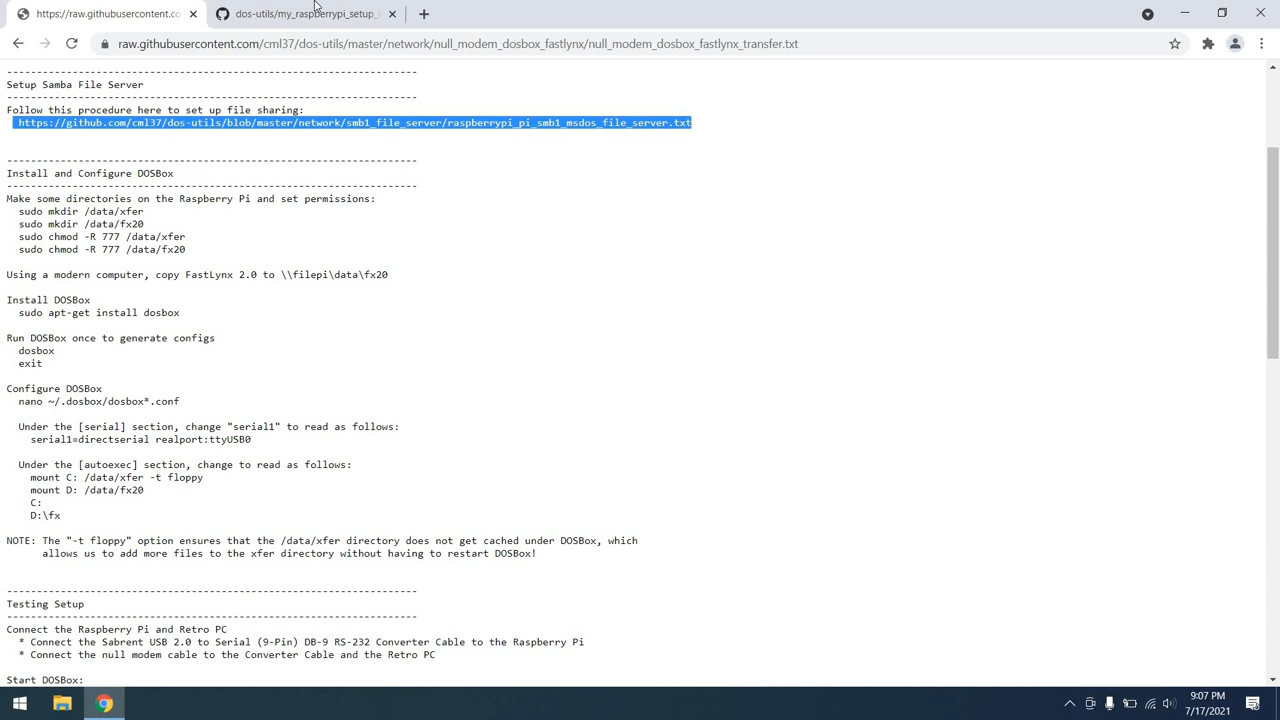 https://raw.githubusercontent.co
dos-utils/my_raspberrypi_setup_
raw.githubusercontent.com/cml37/dos-utils/master/network/null_modem_dosbox_fastlynx/null_modem_dosbox_fastlynx_transfer.txt
---------------------------------------------------------------------
Setup Samba File Server
---------------------------------------------------------------------
Follow this procedure here to set up file sharing:
https://github.com/cml37/dos-utils/blob/master/network/smb1_file_server/raspberrypi_pi_smb1_msdos_file_server.txt
---------------------------------------------------------------------
Install and Configure DOSBox
---------------------------------------------------------------------
Make some directories on the Raspberry Pi and set permissions:
sudo mkdir /data/xfer
sudo mkdir /data/fx20
sudo chmod -R 777 /data/xfer
sudo chmod -R 777 /data/fx20
Using a modern computer, copy FastLynx 2.0 to \\filepi\data\fx20
Install DOSBox
sudo apt-get install dosbox
Run DOSBox once to generate configs
dosbox
exit
Configure DOSBox
nano ~/.dosbox/dosbox*.conf
Under the [serial] section, change "serial1" to read as follows:
serial1=directserial realport:ttyUSB0
Under the [autoexec] section, change to read as follows:
mount C: /data/xfer -t floppy
mount D: /data/fx20
C:
D:\fx
NOTE: The "-t floppy" option ensures that the /data/xfer directory does not get cached under DOSBox, which
allows us to add more files to the xfer directory without having to restart DOSBox!
---------------------------------------------------------------------
Testing Setup
---------------------------------------------------------------------
Connect the Raspberry Pi and Retro PC
* Connect the Sabrent USB 2.0 to Serial (9-Pin) DB-9 RS-232 Converter Cable to the Raspberry Pi
* Connect the null modem cable to the Converter Cable and the Retro PC
Start DOSBox:
9:07 PM
7/17/2021